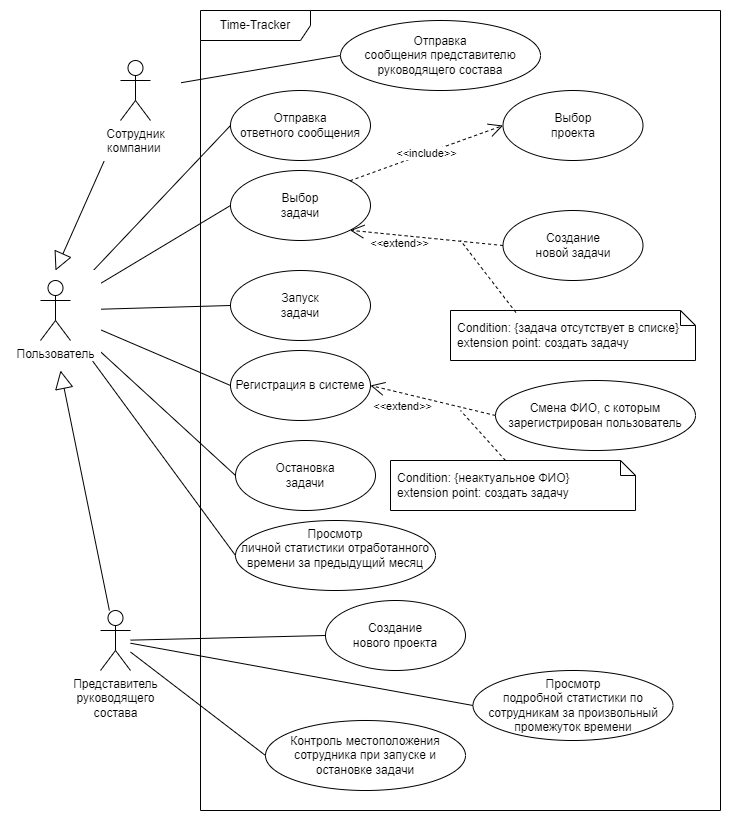 Time-Tracker
Отправка
сообщения представителю
руководящего состава
Сотрудник
компании
Отправка
ответного сообщения
Выбор
проекта
<<include>>
Выбор
задачи
<<extend>>
Создание
новой задачи
Запуск
задачи
Condition: {задача отсутствует в списке}
extension point: создать задачу
Пользователь
Регистрация в системе
<<extend>>
Смена ФИО, с которым
зарегистрирован пользователь
Остановка
задачи
Condition: {неактуальное ФИО}
extension point: создать задачу
Просмотр
личной статистики отработанного
времени за предыдущий месяц
Создание
нового проекта
Представитель
руководящего
состава
Просмотр
подробной статистики по
сотрудникам за произвольный
промежуток времени
Контроль местоположения
сотрудника при запуске и
остановке задачи